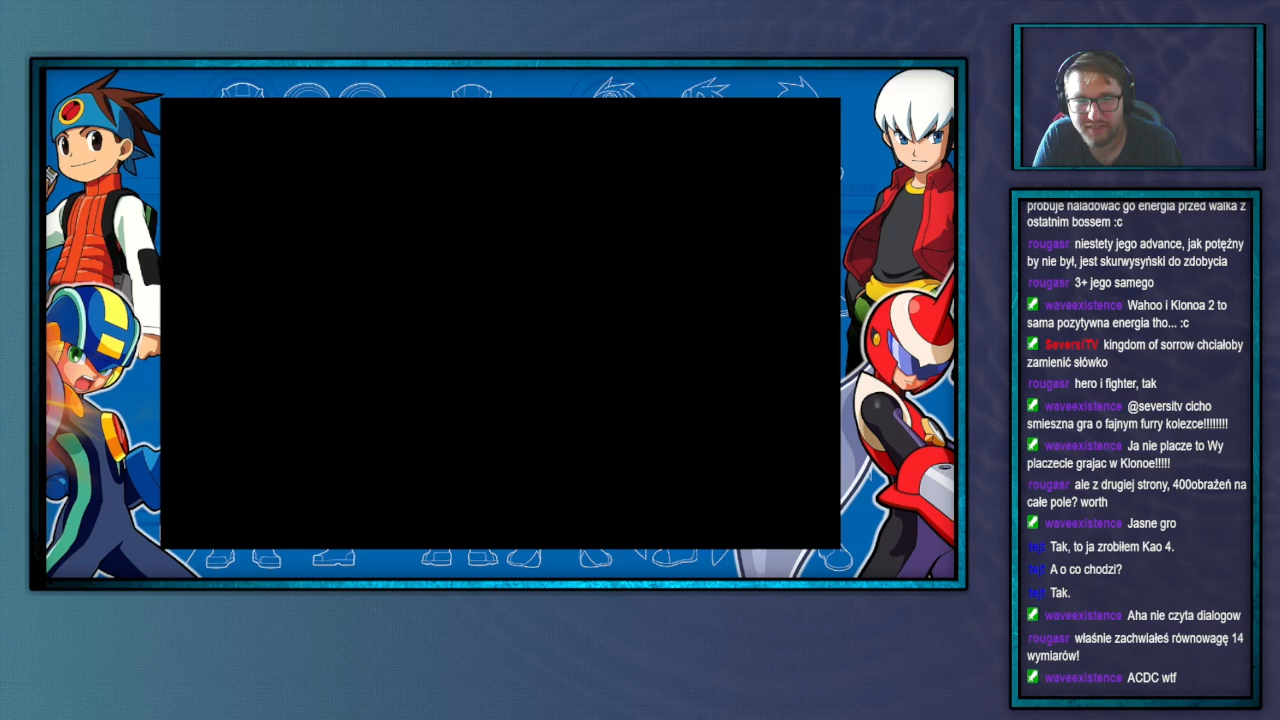 probuje naladowac go energia przed walka z
ostatnim bossem :c
rougasr niestety jego advance, jak potężny
by nie był, jest skurwysyński do zdobycia
rougasr 3+ jego samego
waveexistence Wahoo i Klonoa 2 to
sama pozytywna energia tho... :c
SeversiTV kingdom of sorrow chciałoby
zamienić słówko
rougasr hero i fighter, tak
waveexistence @seversitv cicho
smieszna gra o fajnym furry kolezce!!!!!!!!
waveexistence Ja nie placze to Wy
placzecie grajac w Klonoe!!!!!
rougasr ale z drugiej strony, 400obrażeń na
całe pole? worth
waveexistence Jasne gro
tejt Tak, to ja zrobiłem Kao 4.
tejt A o co chodzi?
tejt Tak.
waveexistence Aha nie czyta dialogow
rougasr właśnie zachwiałeś równowagę 14
wymiarów!
waveexistence ACDC wtf